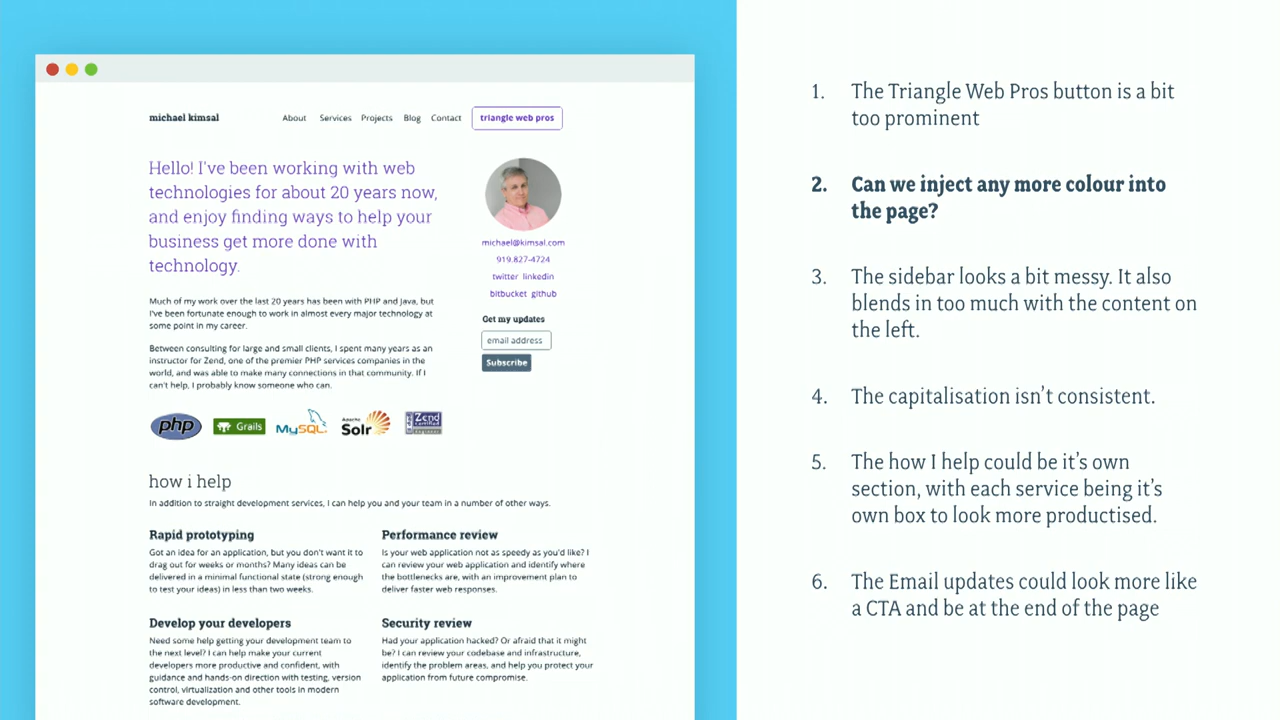 michael kimsal
About Services Projects Blog Contact triangle web pros
Hello! I've been working with web
technologies for about 20 years now,
and enjoy finding ways to help your
business get more done with
technology.
Much of my work over the last 20 years has been with PHP and Java, but
I've been fortunate enough to work in almost every major technology at
some point in my career.
Between consulting for large and small clients, I spent many years as an
instructor for Zend, one of the premier PHP services companies in the
world, and was able to make many connections in that community. If I
can't help, I probably know someone who can.
michael@kimsal.com
919.827-4724
twitter linkedin
bitbucket github
Get my updates
email address
Subscribe
php Grails MySQL Solr Zend
how i help
In addition to straight development services, I can help you and your team in a number of other ways.
Rapid prototyping
Got an idea for an application, but you don't want it to
drag out for weeks or months? Many ideas can be
delivered in a minimal functional state (strong enough
to test your ideas) in less than two weeks.
Performance review
Is your web application not as speedy as you'd like? I
can review your web application and identify where
the bottlenecks are, with an improvement plan to
deliver faster web responses.
Develop your developers
Need some help getting your development team to
the next level? I can help make your current
developers more productive and confident, with
guidance and hands-on direction with testing, version
control, virtualization and other tools in modern
software development.
Security review
Had your application hacked? Or afraid that it might
be? I can review your codebase and infrastructure,
identify the problem areas, and help you protect your
application from future compromise.
1. The Triangle Web Pros button is a bit
too prominent
2. Can we inject any more colour into
the page?
3. The sidebar looks a bit messy. It also
blends in too much with the content on
the left.
4. The capitalisation isn't consistent.
5. The how I help could be it's own
section, with each service being it's
own box to look more productised.
6. The Email updates could look more like
a CTA and be at the end of the page